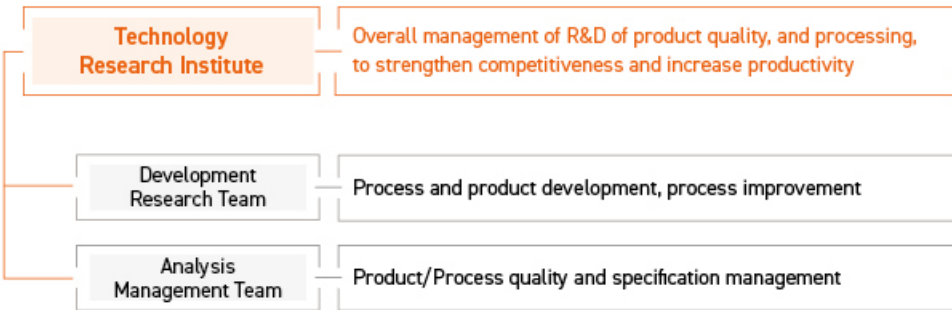 Technology
Research Institute
Overall management of R&D of product quality, and processing,
to strengthen competitiveness and increase productivity
Development
Research Team
Process and product development, process improvement
Analysis
Management Team
Product/Process quality and specification management